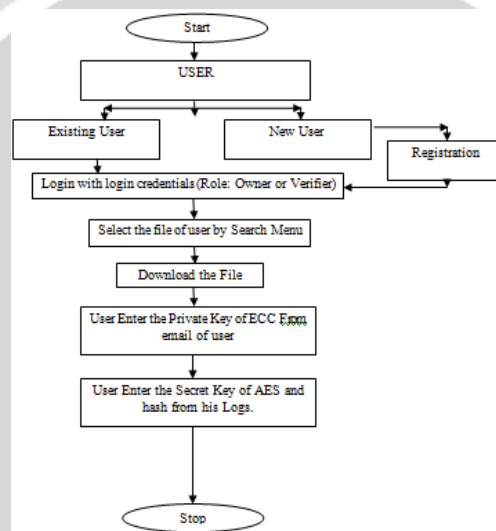 Start
USER
Existing User
New User
Registration
Login with login credentials (Role: Owner or Verifier)
Select the file of user by Search Menu
Download the File
User Enter the Private Key of ECC From
email of user
User Enter the Secret Key of AES and
hash from his Logs.
Stop